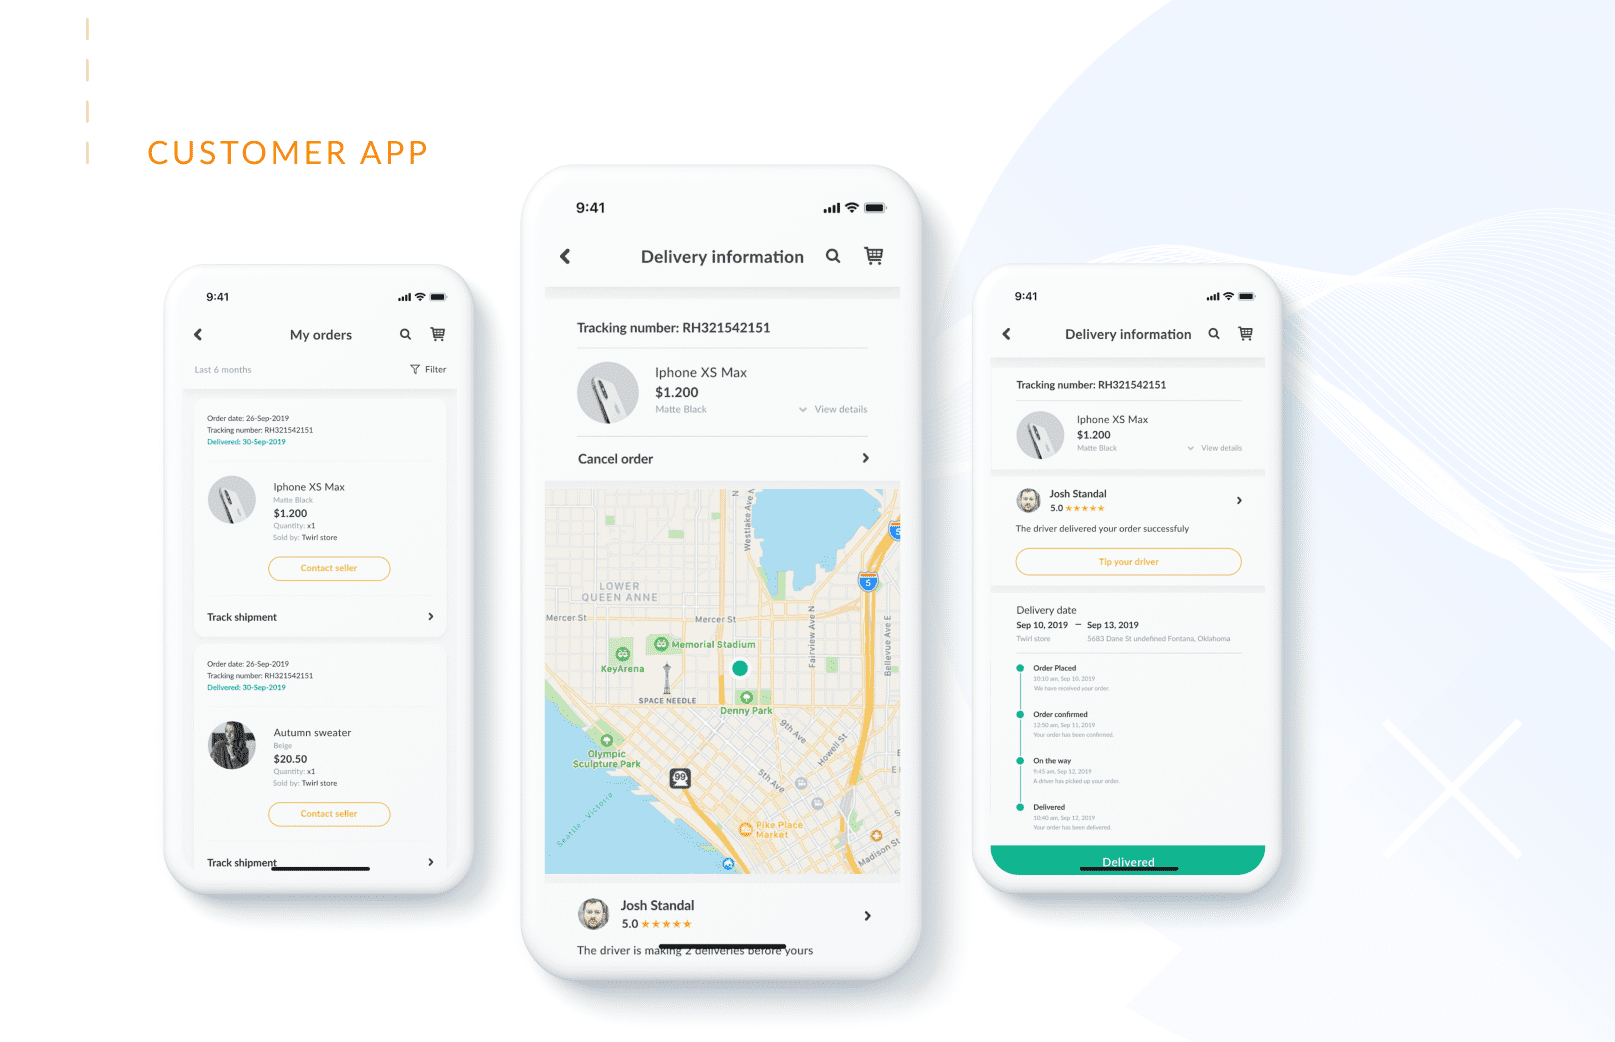 CUSTOMER APP
9:41
My orders
Last 6 months
Filter
Order date: 26-Sep-2019
Tracking number: RH321542151
Delivered: 30-Sep-2019
Iphone XS Max
Matte Black
$1.200
Quantity: x1
Sold by: Twirl store
Contact seller
Track shipment
Order date: 26-Sep-2019
Tracking number: RH321542151
Delivered: 30-Sep-2019
Autumn sweater
Beige
$20.50
Quantity: x1
Sold by: Twirl store
Contact seller
Track shipment
9:41
Delivery information
Tracking number: RH321542151
Iphone XS Max
$1.200
Matte Black
View details
Cancel order
Westlake Ave N
N
5
5
LOWER
QUEEN ANNE
Mercer St
Mercer St
Fairview Ave N
Bellevue Ave E
Memorial Stadium
KeyArena
SPACE NEEDLE
Denny Park
9th Ave
Howell St
E
Olympic
Sculpture Park
99
5th Ave
Seattle - Victoria
Pike Place
Market
Madison St
Josh Standal
5.0
The driver is making 2 deliveries before yours
9:41
Delivery information
Tracking number: RH321542151
Iphone XS Max
$1.200
Matte Black
View details
Josh Standal
5.0
The driver delivered your order successfuly
Tip your driver
Delivery date
Sep 10, 2019 – Sep 13, 2019
Twirl store
5683 Dane St undefined Fontana, Oklahoma
Order Placed
10:10 am, Sep 10, 2019
We have received your order.
Order confirmed
12:50 am, Sep 11, 2019
Your order has been confirmed.
On the way
9:45 am, Sep 12, 2019
A driver has picked up your order.
Delivered
10:40 am, Sep 12, 2019
Your order has been delivered.
Delivered